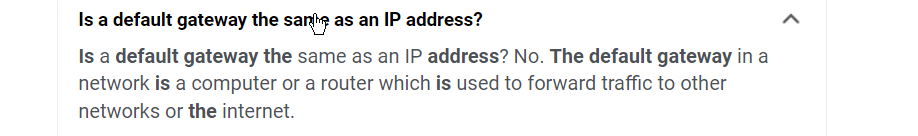 Is a default gateway the same as an IP address?
Is a default gateway the same as an IP address? No. The default gateway in a
network is a computer or a router which is used to forward traffic to other
networks or the internet.